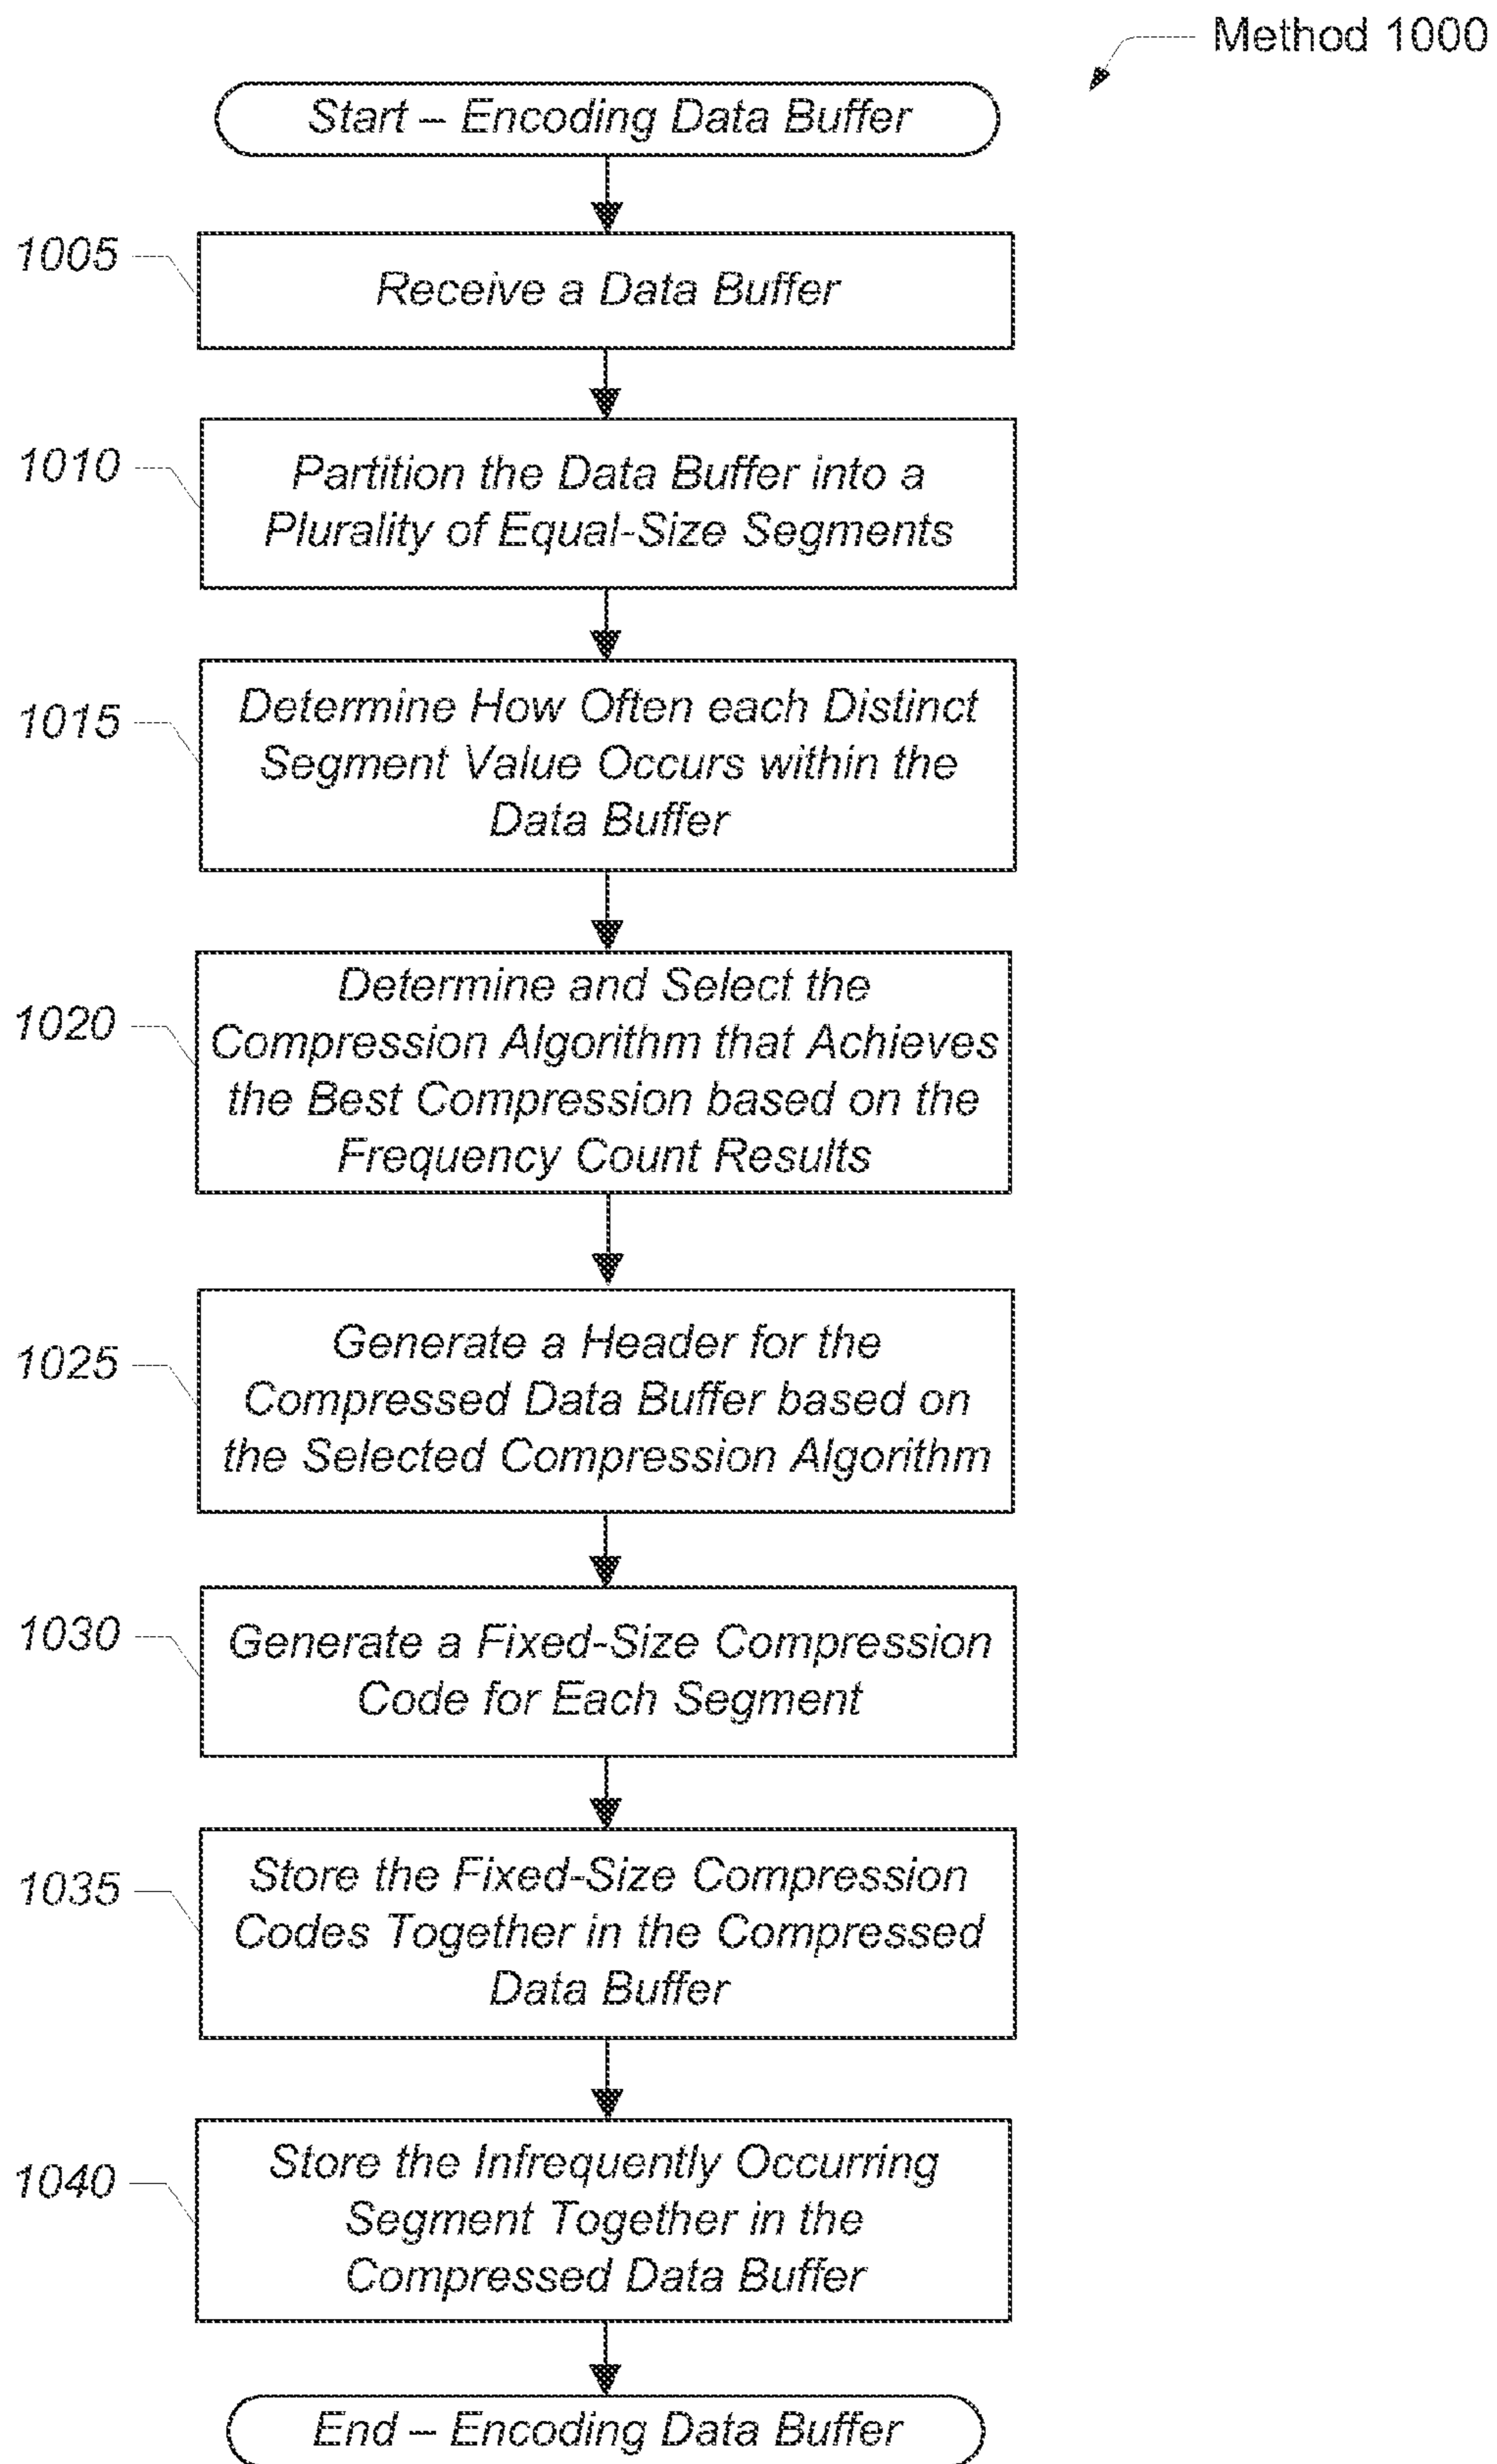 Method 1000
Start – Encoding Data Buffer
1005
Receive a Data Buffer
1010
Partition the Data Buffer into a
Plurality of Equal-Size Segments
1015
Determine How Often each Distinct
Segment Value Occurs within the
Data Buffer
1020
Determine and Select the
Compression Algorithm that Achieves
the Best Compression based on the
Frequency Count Results
1025
Generate a Header for the
Compressed Data Buffer based on
the Selected Compression Algorithm
1030
Generate a Fixed-Size Compression
Code for Each Segment
1035
Store the Fixed-Size Compression
Codes Together in the Compressed
Data Buffer
1040
Store the Infrequently Occurring
Segment Together in the
Compressed Data Buffer
End – Encoding Data Buffer